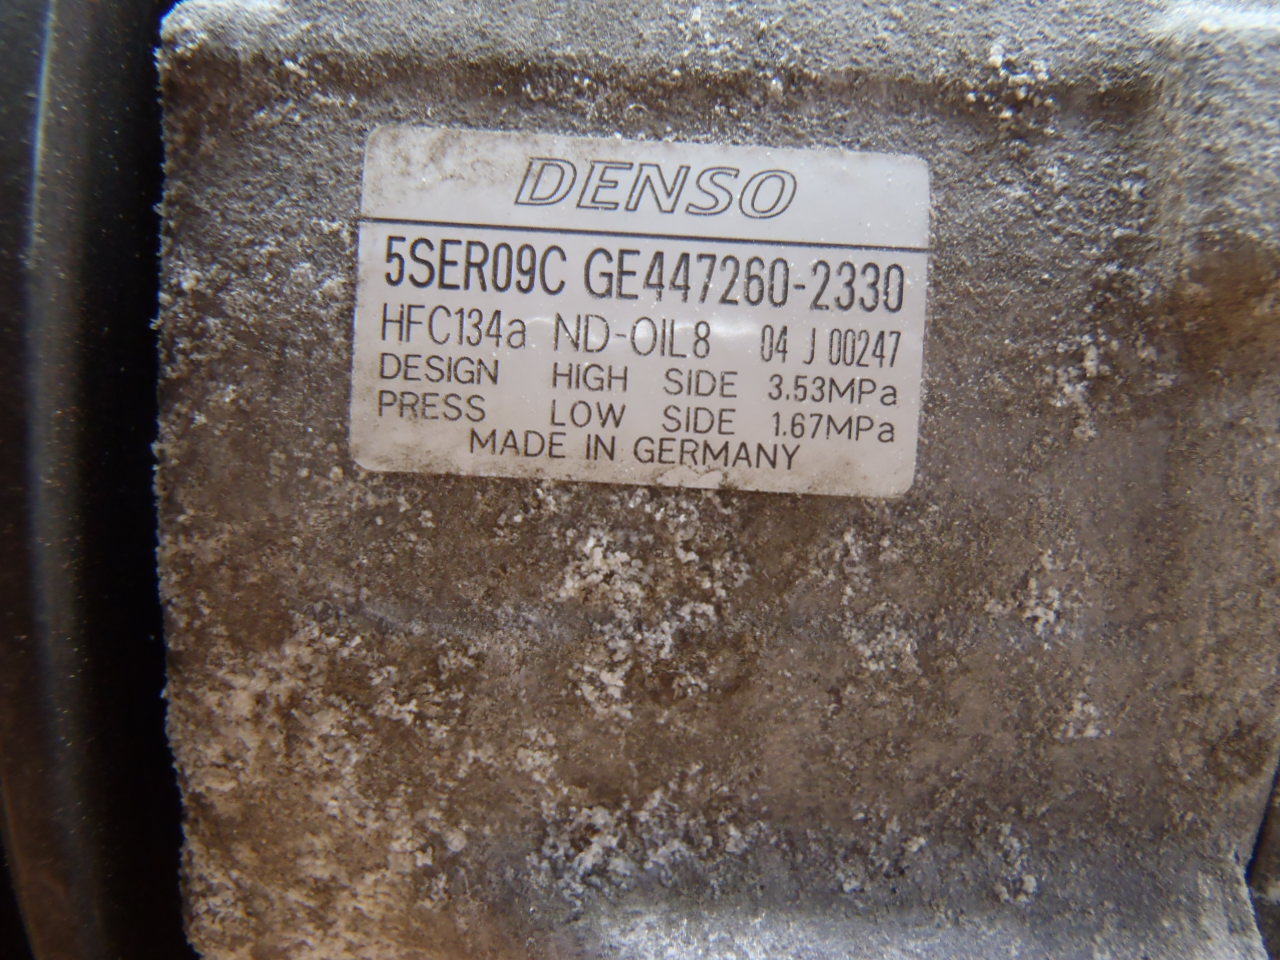 DENSO
5SER09C GE447260-2330
HFC134a ND-OIL8 04 J 00247
DESIGN HIGH SIDE 3.53MPa
PRESS LOW SIDE 1.67MPa
MADE IN GERMANY